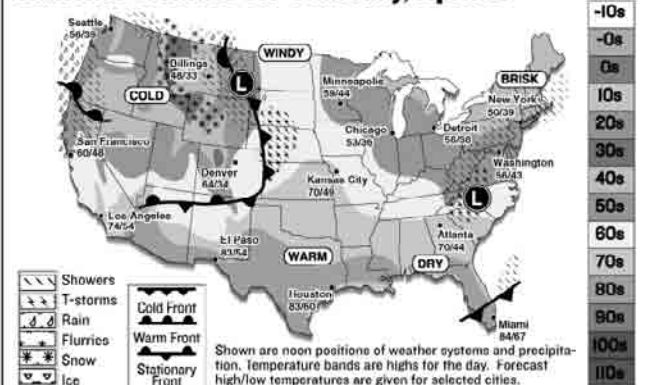 Seattle
56/39
WINDY
Billings
48/33
COLD
Minneapolis
59/44
BRISK
New York
50/39
San Francisco
60/48
Chicago
53/36
Detroit
56/38
Washington
56/43
Denver
64/34
Kansas City
70/49
Los Angeles
74/54
El Paso
83/54
WARM
Atlanta
70/44
DRY
Houston
83/60
Miami
84/67
L
L
Showers
T-storms
Rain
Flurries
Snow
Ice
Cold Front
Warm Front
Stationary
Front
Shown are noon positions of weather systems and precipita-
tion. Temperature bands are highs for the day. Forecast
high/low temperatures are given for selected cities.
-10s
-0s
0s
10s
20s
30s
40s
50s
60s
70s
80s
90s
100s
110s